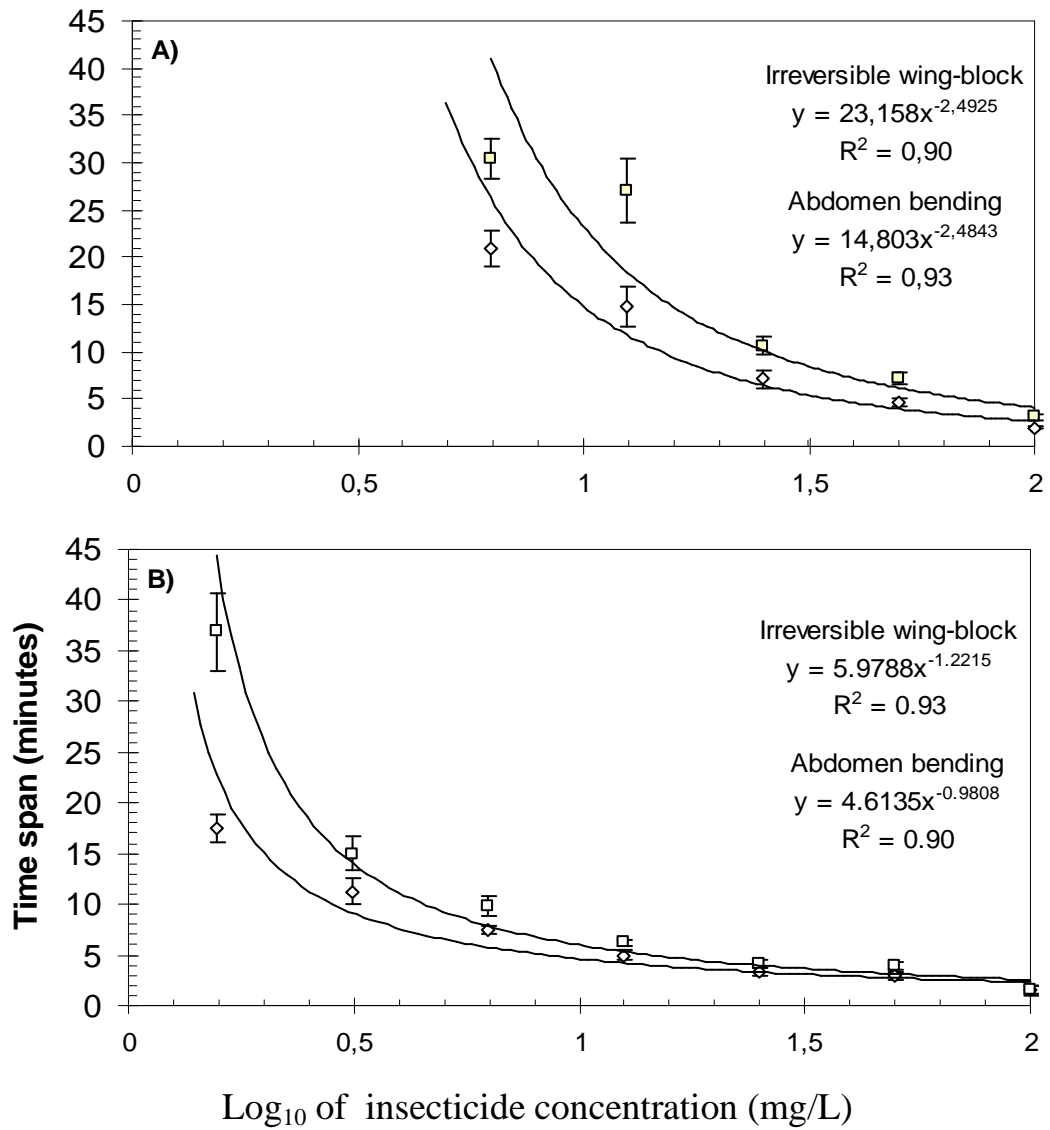 45
40
35
30
25
20
15
10
5
0
A)
Irreversible wing-block
y = 23,158x^-2,4925
R² = 0,90
Abdomen bending
y = 14,803x^-2,4843
R² = 0,93
0 0,5 1 1,5 2
Time span (minutes)
45
40
35
30
25
20
15
10
5
0
B)
Irreversible wing-block
y = 5.9788x^-1.2215
R² = 0.93
Abdomen bending
y = 4.6135x^-0.9808
R² = 0.90
0 0,5 1 1,5 2
Log₁₀ of insecticide concentration (mg/L)